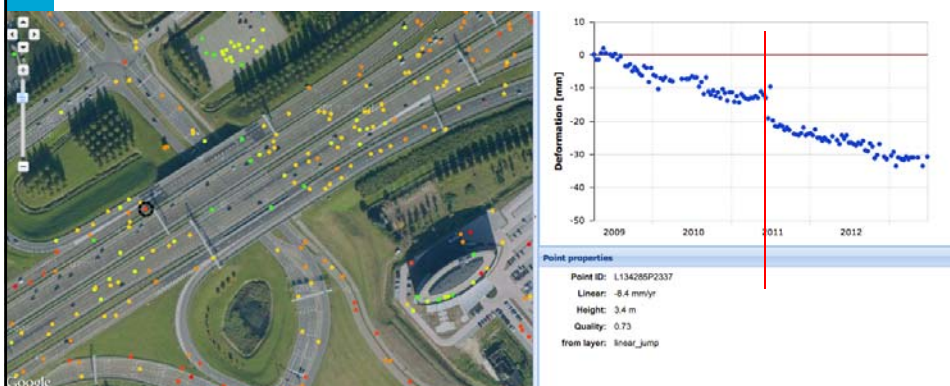 10
0
-10
-20
-30
-40
-50
Deformation [mm]
2009 2010 2011 2012
Point properties
Point ID: L134285P2337
Linear: -8.4 mm/yr
Height: 3.4 m
Quality: 0.73
from layer: linear_jump
Google